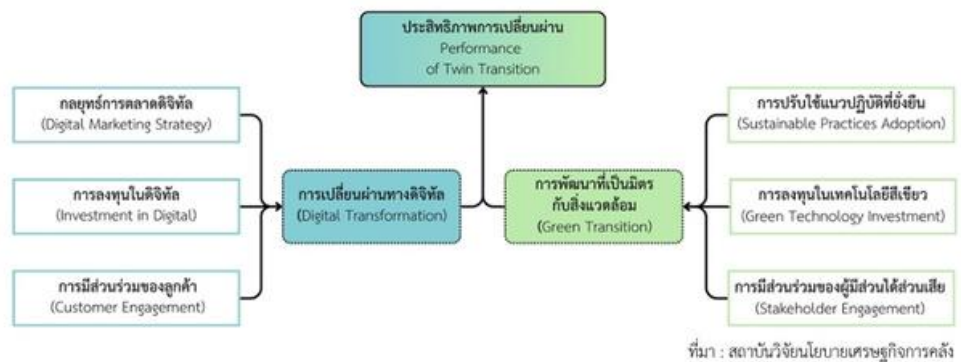 ประสิทธิภาพการเปลี่ยนผ่าน
Performance
of Twin Transition
กลยุทธ์การตลาดดิจิทัล
(Digital Marketing Strategy)
การลงทุนในดิจิทัล
(Investment in Digital)
การมีส่วนร่วมของลูกค้า
(Customer Engagement)
การเปลี่ยนผ่านทางดิจิทัล
(Digital Transformation)
การพัฒนาที่เป็นมิตร
กับสิ่งแวดล้อม
(Green Transition)
การปรับใช้แนวปฏิบัติที่ยั่งยืน
(Sustainable Practices Adoption)
การลงทุนในเทคโนโลยีสีเขียว
(Green Technology Investment)
การมีส่วนร่วมของผู้มีส่วนได้ส่วนเสีย
(Stakeholder Engagement)
ที่มา : สถาบันวิจัยนโยบายเศรษฐกิจการคลัง